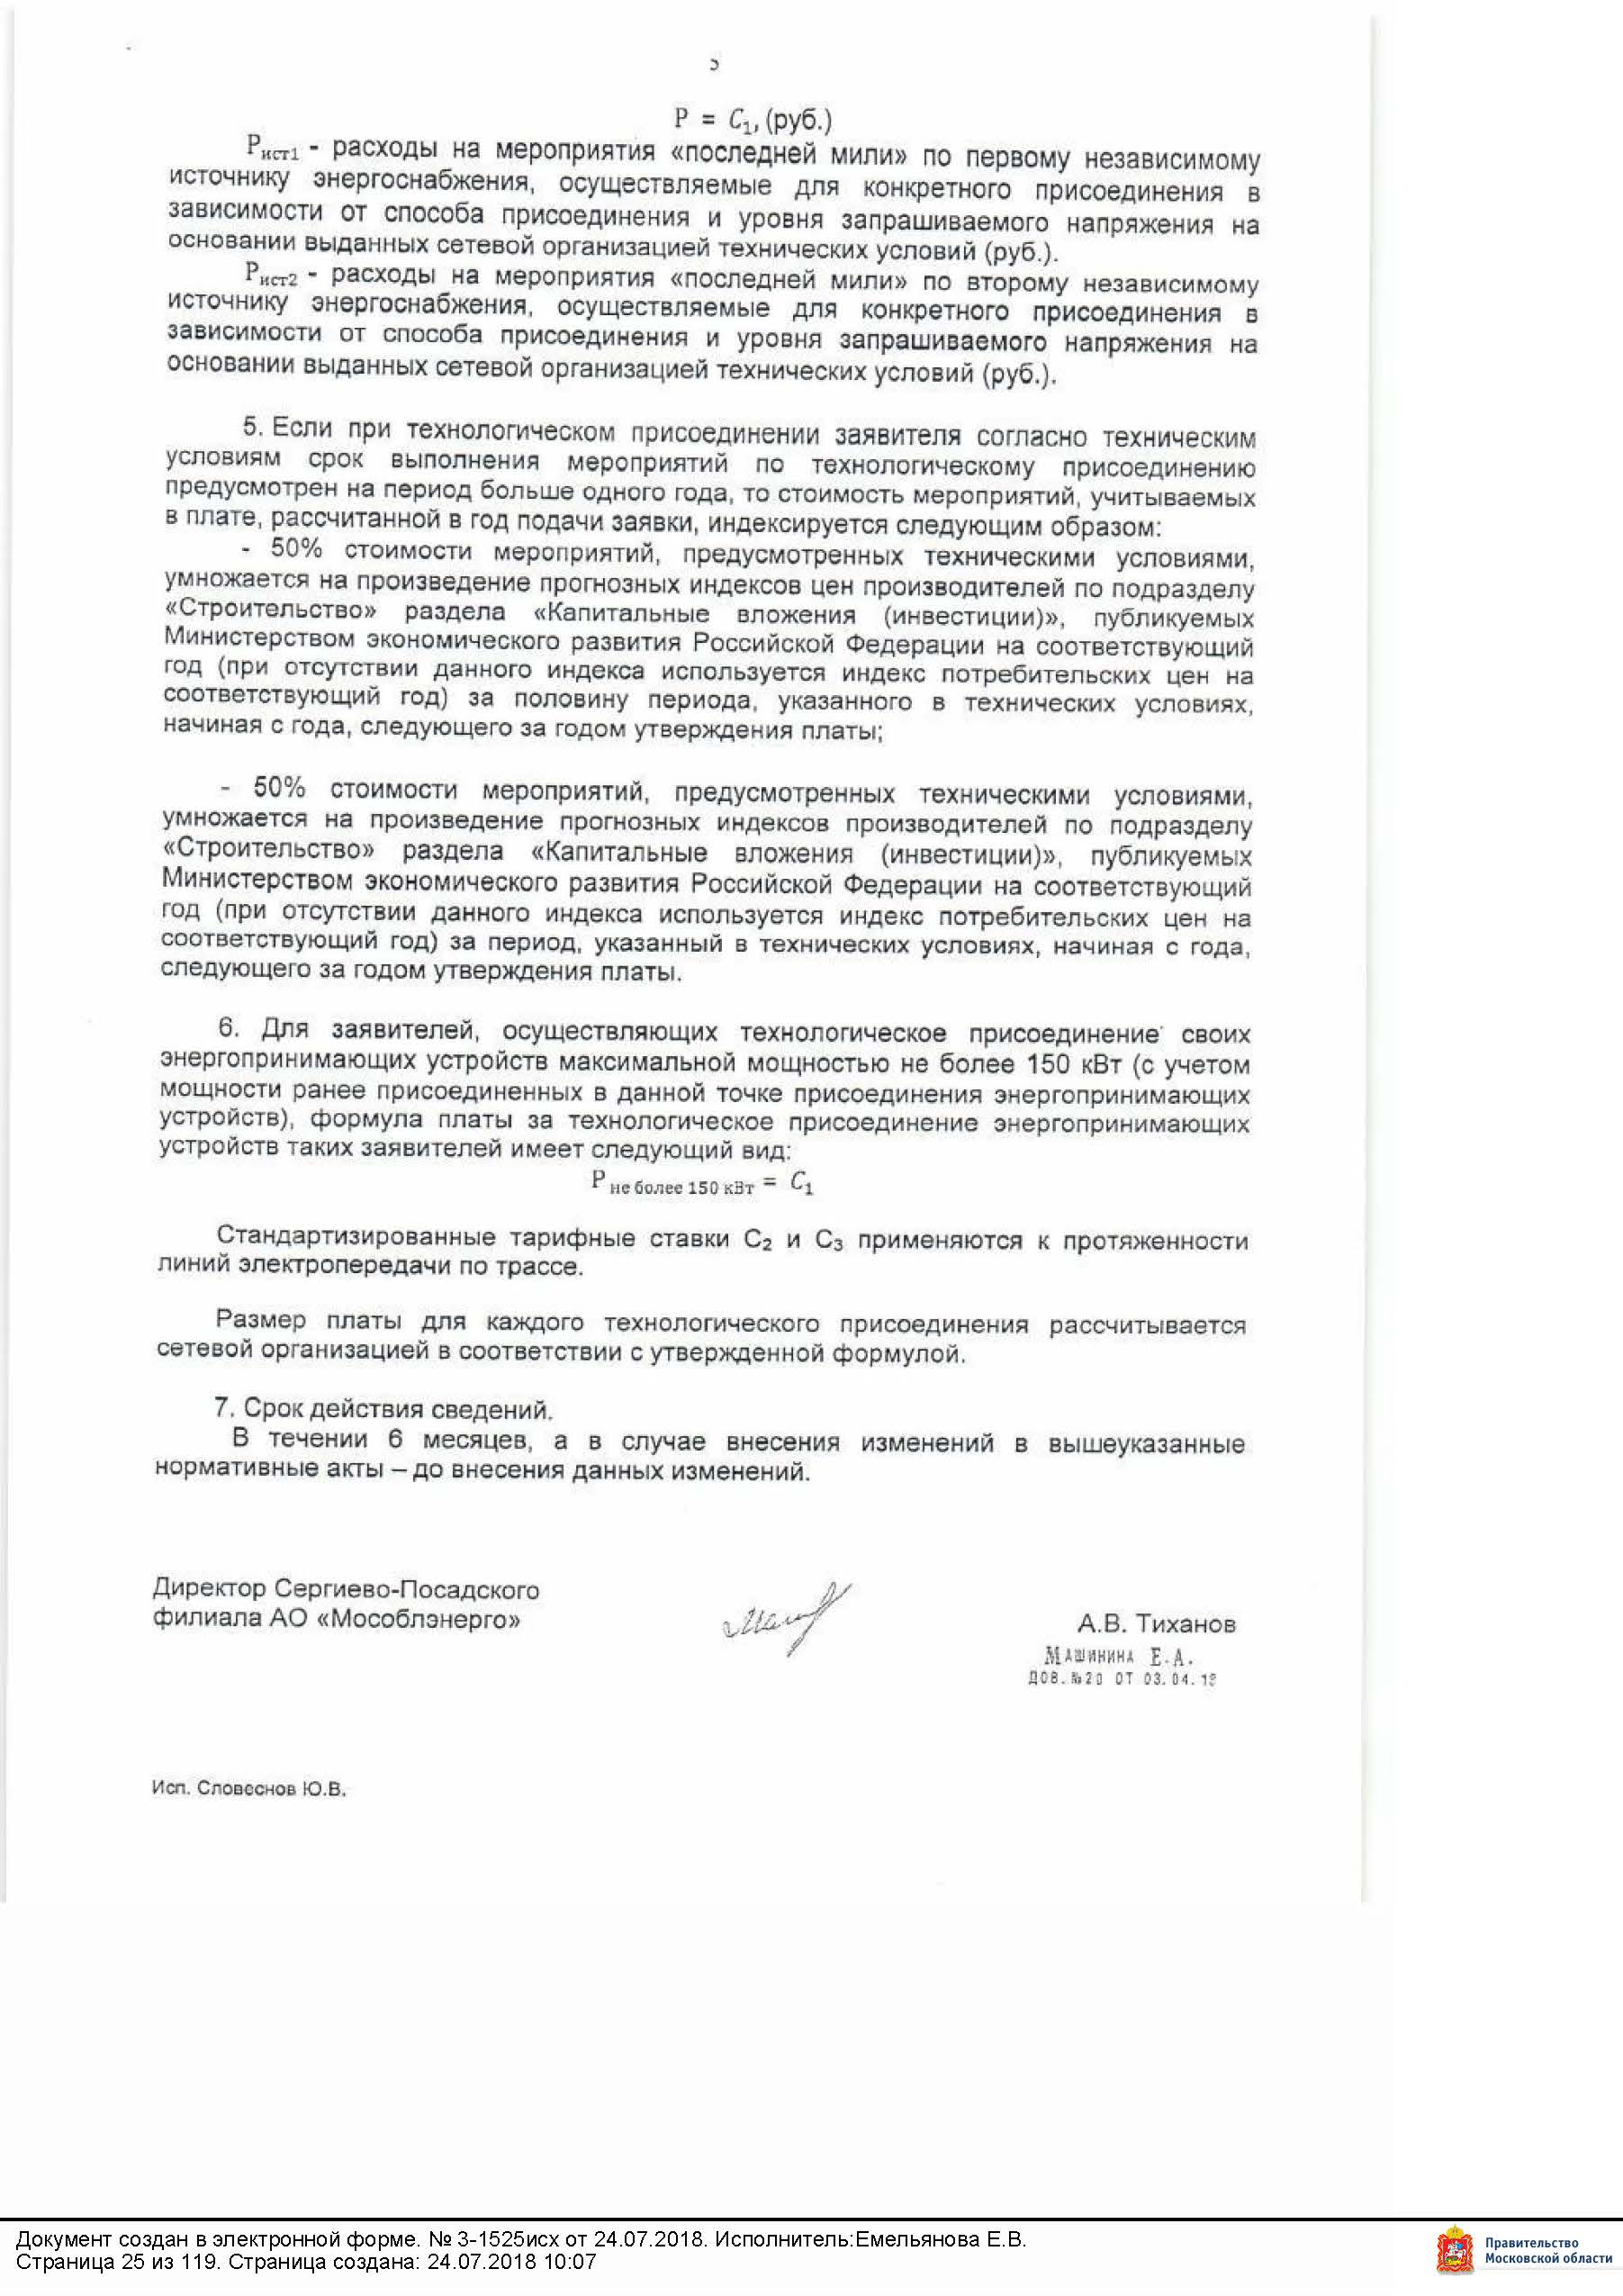 5
P = C₁, (руб.)
Рист1 - расходы на мероприятия «последней мили» по первому независимому
источнику энергоснабжения, осуществляемые для конкретного присоединения в
зависимости от способа присоединения и уровня запрашиваемого напряжения на
основании выданных сетевой организацией технических условий (руб.).
Рист2 - расходы на мероприятия «последней мили» по второму независимому
источнику энергоснабжения, осуществляемые для конкретного присоединения в
зависимости от способа присоединения и уровня запрашиваемого напряжения на
основании выданных сетевой организацией технических условий (руб.).
5. Если при технологическом присоединении заявителя согласно техническим
условиям срок выполнения мероприятий по технологическому присоединению
предусмотрен на период больше одного года, то стоимость мероприятий, учитываемых
в плате, рассчитанной в год подачи заявки, индексируется следующим образом:
- 50% стоимости мероприятий, предусмотренных техническими условиями,
умножается на произведение прогнозных индексов цен производителей по подразделу
«Строительство» раздела «Капитальные вложения (инвестиции)», публикуемых
Министерством экономического развития Российской Федерации на соответствующий
год (при отсутствии данного индекса используется индекс потребительских цен на
соответствующий год) за половину периода, указанного в технических условиях,
начиная с года, следующего за годом утверждения платы;
- 50% стоимости мероприятий, предусмотренных техническими условиями,
умножается на произведение прогнозных индексов производителей по подразделу
«Строительство» раздела «Капитальные вложения (инвестиции)», публикуемых
Министерством экономического развития Российской Федерации на соответствующий
год (при отсутствии данного индекса используется индекс потребительских цен на
соответствующий год) за период, указанный в технических условиях, начиная с года,
следующего за годом утверждения платы.
6. Для заявителей, осуществляющих технологическое присоединение своих
энергопринимающих устройств максимальной мощностью не более 150 кВт (с учетом
мощности ранее присоединенных в данной точке присоединения энергопринимающих
устройств), формула платы за технологическое присоединение энергопринимающих
устройств таких заявителей имеет следующий вид:
P не более 150 кВт = C₁
Стандартизированные тарифные ставки С₂ и С₃ применяются к протяженности
линий электропередачи по трассе.
Размер платы для каждого технологического присоединения рассчитывается
сетевой организацией в соответствии с утвержденной формулой.
7. Срок действия сведений.
В течении 6 месяцев, а в случае внесения изменений в вышеуказанные
нормативные акты – до внесения данных изменений.
Директор Сергиево-Посадского
филиала АО «Мособлэнерго»
А.В. Тиханов
МАШИНИНА Е.А.
ДОВ.№20 ОТ 03.04.18
Исп. Словеснов Ю.В.
Документ создан в электронной форме. № 3-1525исх от 24.07.2018. Исполнитель:Емельянова Е.В.
Страница 25 из 119. Страница создана: 24.07.2018 10:07
Правительство
Московской области